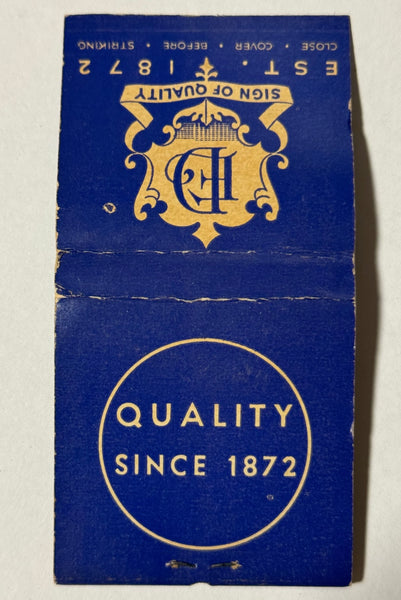 SIGN OF QUALITY
EST. 1872
CLOSE • COVER • BEFORE • STRIKING
QUALITY
SINCE 1872